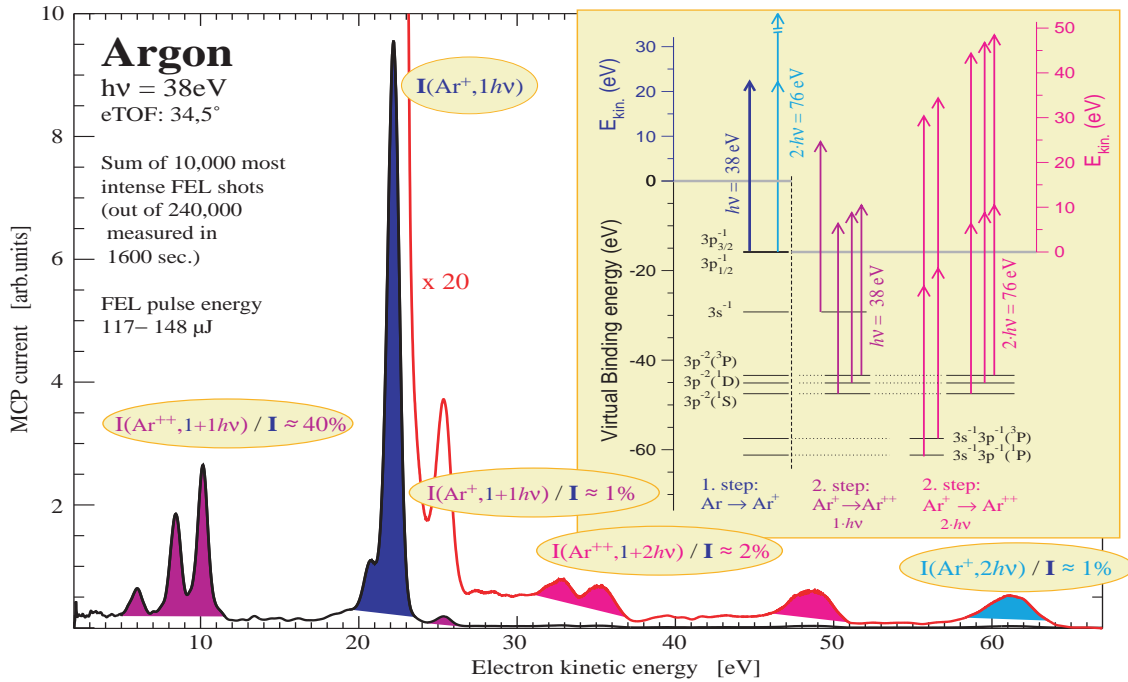 Argon
hν = 38eV
eTOF: 34,5°
Sum of 10,000 most
intense FEL shots
(out of 240,000
measured in
1600 sec.)
FEL pulse energy
117– 148 μJ
MCP current [arb.units]
10
8
6
4
2
I(Ar⁺,1hν)
x 20
I(Ar⁺⁺,1+1hν) / I ≈ 40%
I(Ar⁺,1+1hν) / I ≈ 1%
I(Ar⁺⁺,1+2hν) / I ≈ 2%
I(Ar⁺,2hν) / I ≈ 1%
10
20
30
40
50
60
Electron kinetic energy [eV]
E kin. (eV)
30
20
10
0
Virtual Binding energy (eV)
-20
-40
-60
hν = 38 eV
2·hν = 76 eV
hν = 38 eV
2·hν = 76 eV
E kin. (eV)
50
40
30
20
10
0
3p⁻¹ 3/2
3p⁻¹ 1/2
3s⁻¹
3p⁻²(³P)
3p⁻²(¹D)
3p⁻²(¹S)
3s⁻¹3p⁻¹(³P)
3s⁻¹3p⁻¹(¹P)
1. step:
Ar → Ar⁺
2. step:
Ar⁺→ Ar⁺⁺
1·hν
2. step:
Ar⁺ → Ar⁺⁺
2·hν